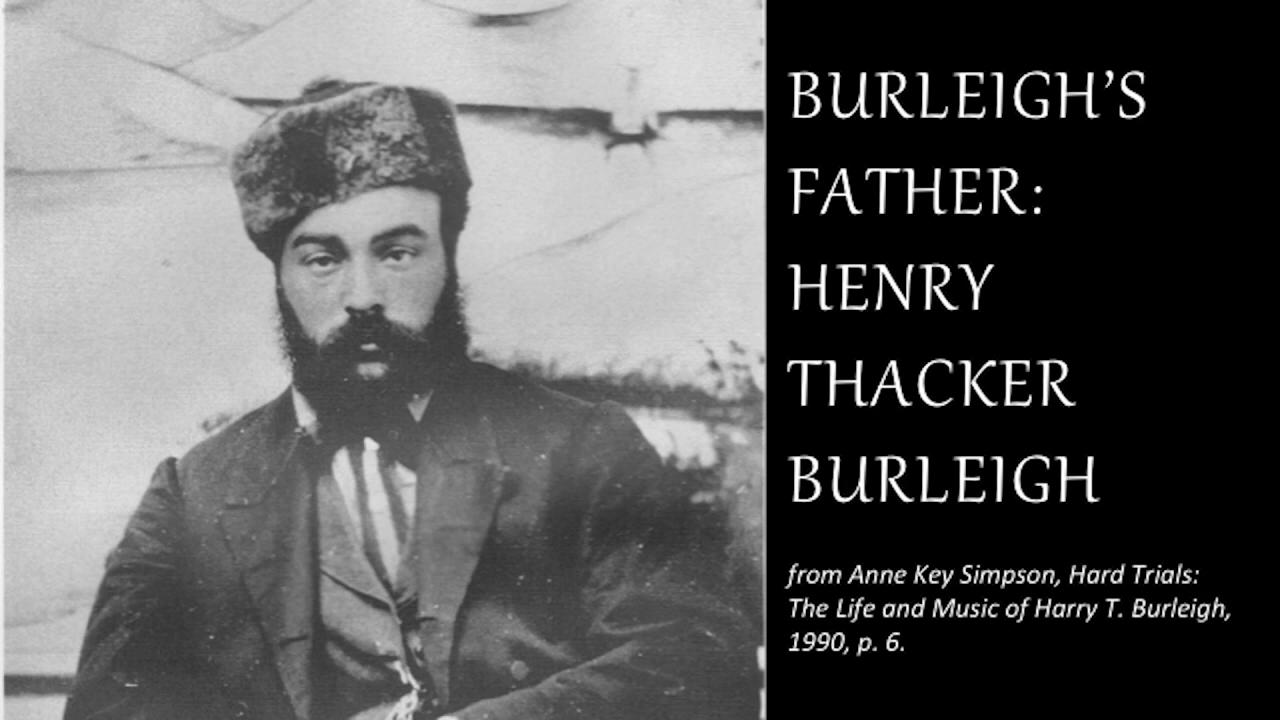 BURLEIGH’S
FATHER:
HENRY
THACKER
BURLEIGH
from Anne Key Simpson, Hard Trials:
The Life and Music of Harry T. Burleigh,
1990, p. 6.